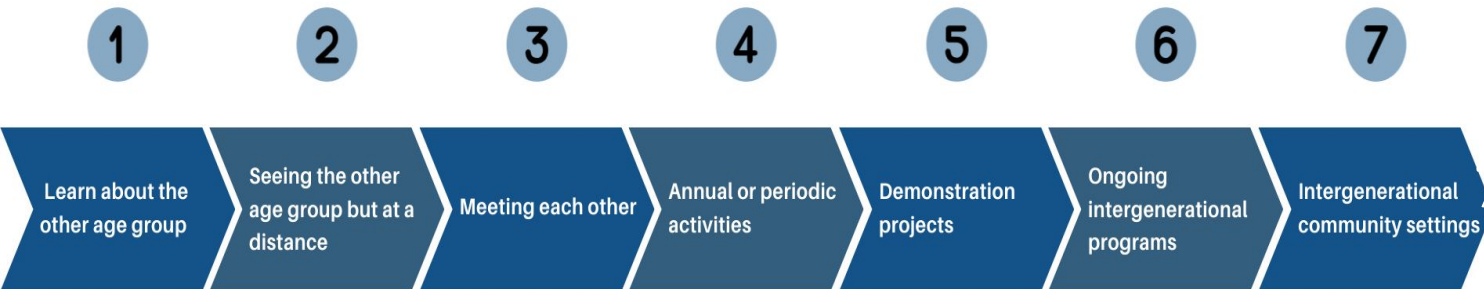 1
2
3
4
5
6
7
Learn about the
other age group
Seeing the other
age group but at a
distance
Meeting each other
Annual or periodic
activities
Demonstration
projects
Ongoing
intergenerational
programs
Intergenerational
community settings